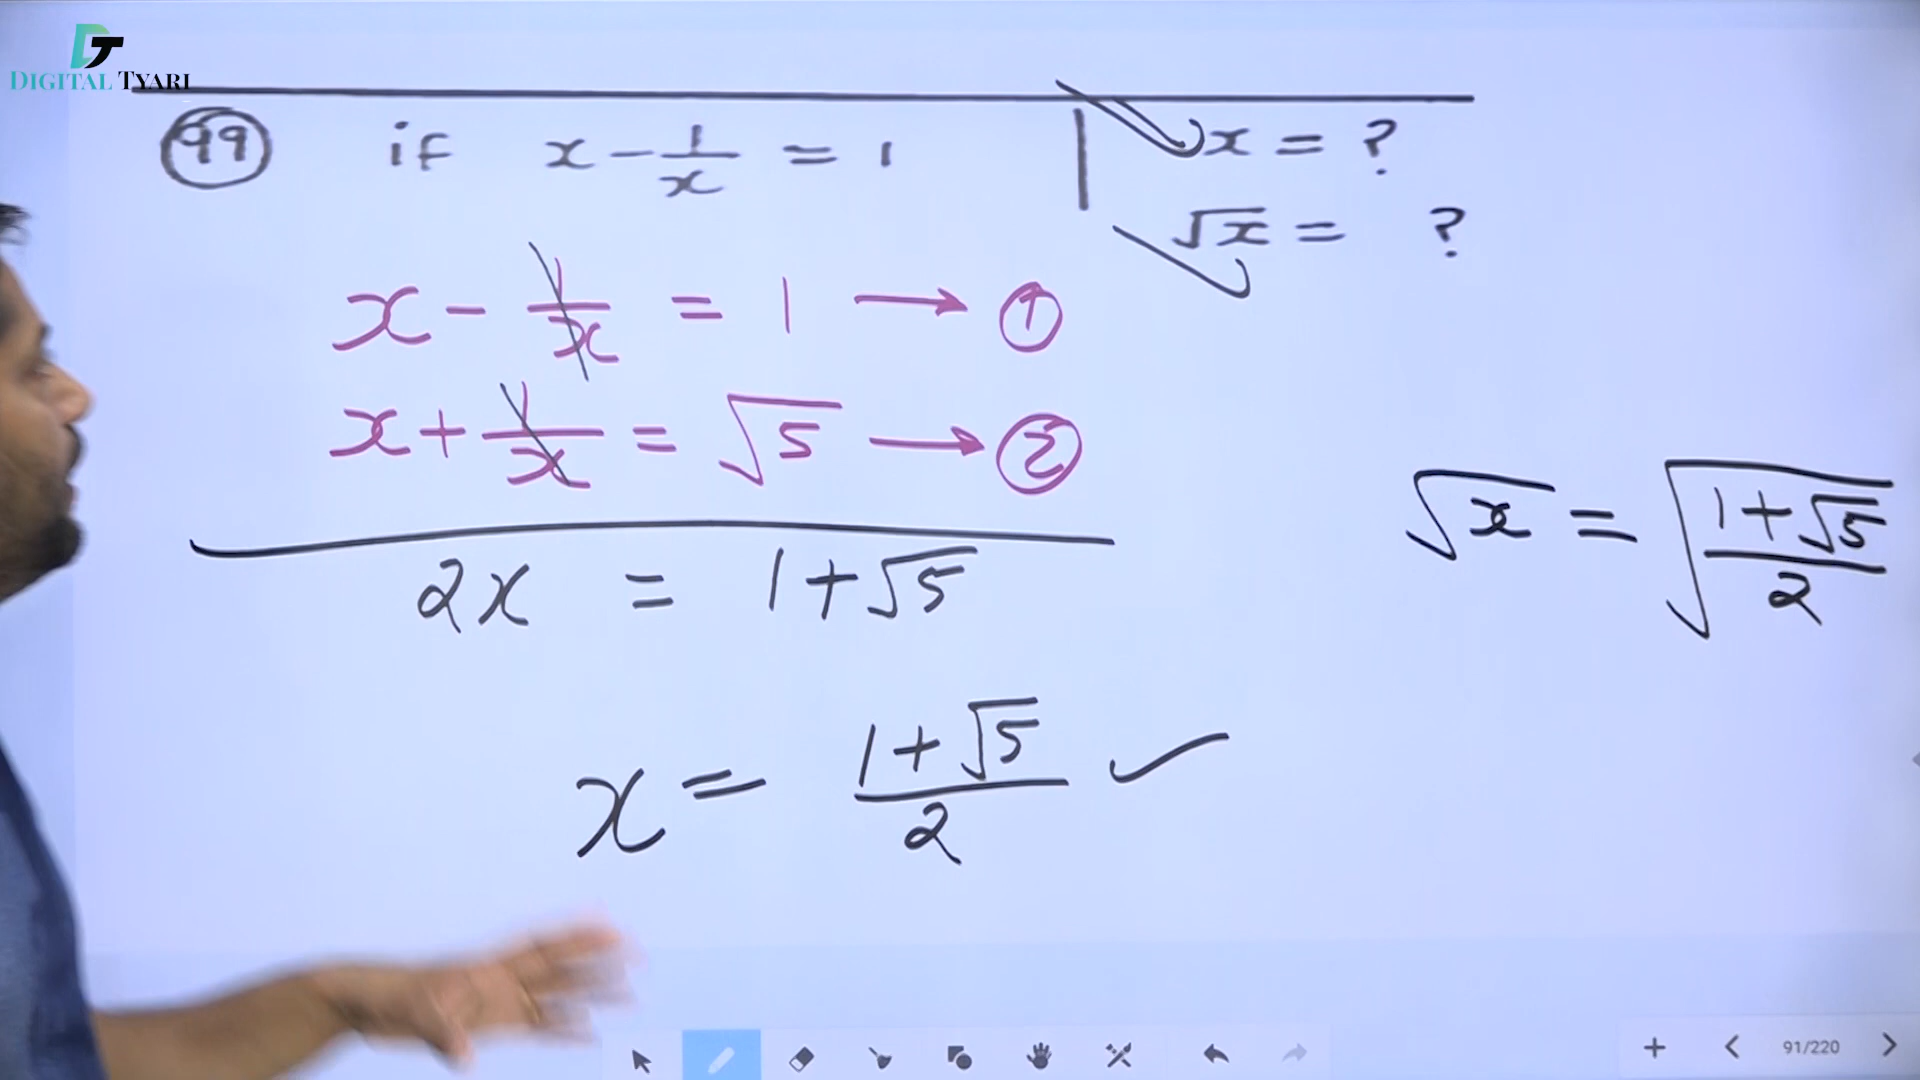 DIGITAL TYARI
99 if x - 1/x = 1 | x = ?
√x = ?
x - 1/x = 1 → ①
x + 1/x = √5 → ②
2x = 1+√5
√x = √((1+√5)/2)
x = (1+√5)/2 ✓
91/220